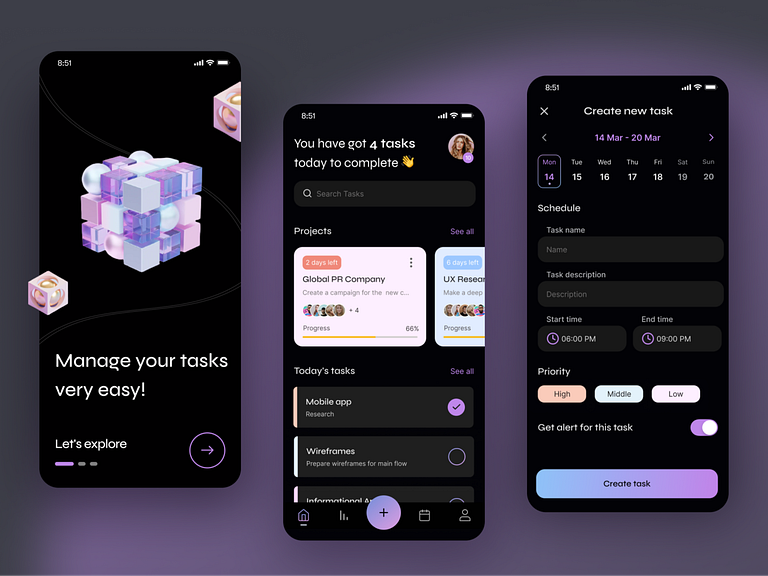 8:51
Manage your tasks
very easy!
Let's explore
8:51
You have got 4 tasks
today to complete 👋
10
Search Tasks
Projects
See all
2 days left
Global PR Company
Create a campaign for the new c...
+ 4
Progress
66%
6 days left
UX Resear
Make a deep
Progress
Today's tasks
See all
Mobile app
Research
Wireframes
Prepare wireframes for main flow
Informational A
8:51
Create new task
14 Mar - 20 Mar
Mon Tue Wed Thu Fri Sat Sun
14 15 16 17 18 19 20
Schedule
Task name
Name
Task description
Description
Start time
End time
06:00 PM
09:00 PM
Priority
High
Middle
Low
Get alert for this task
Create task